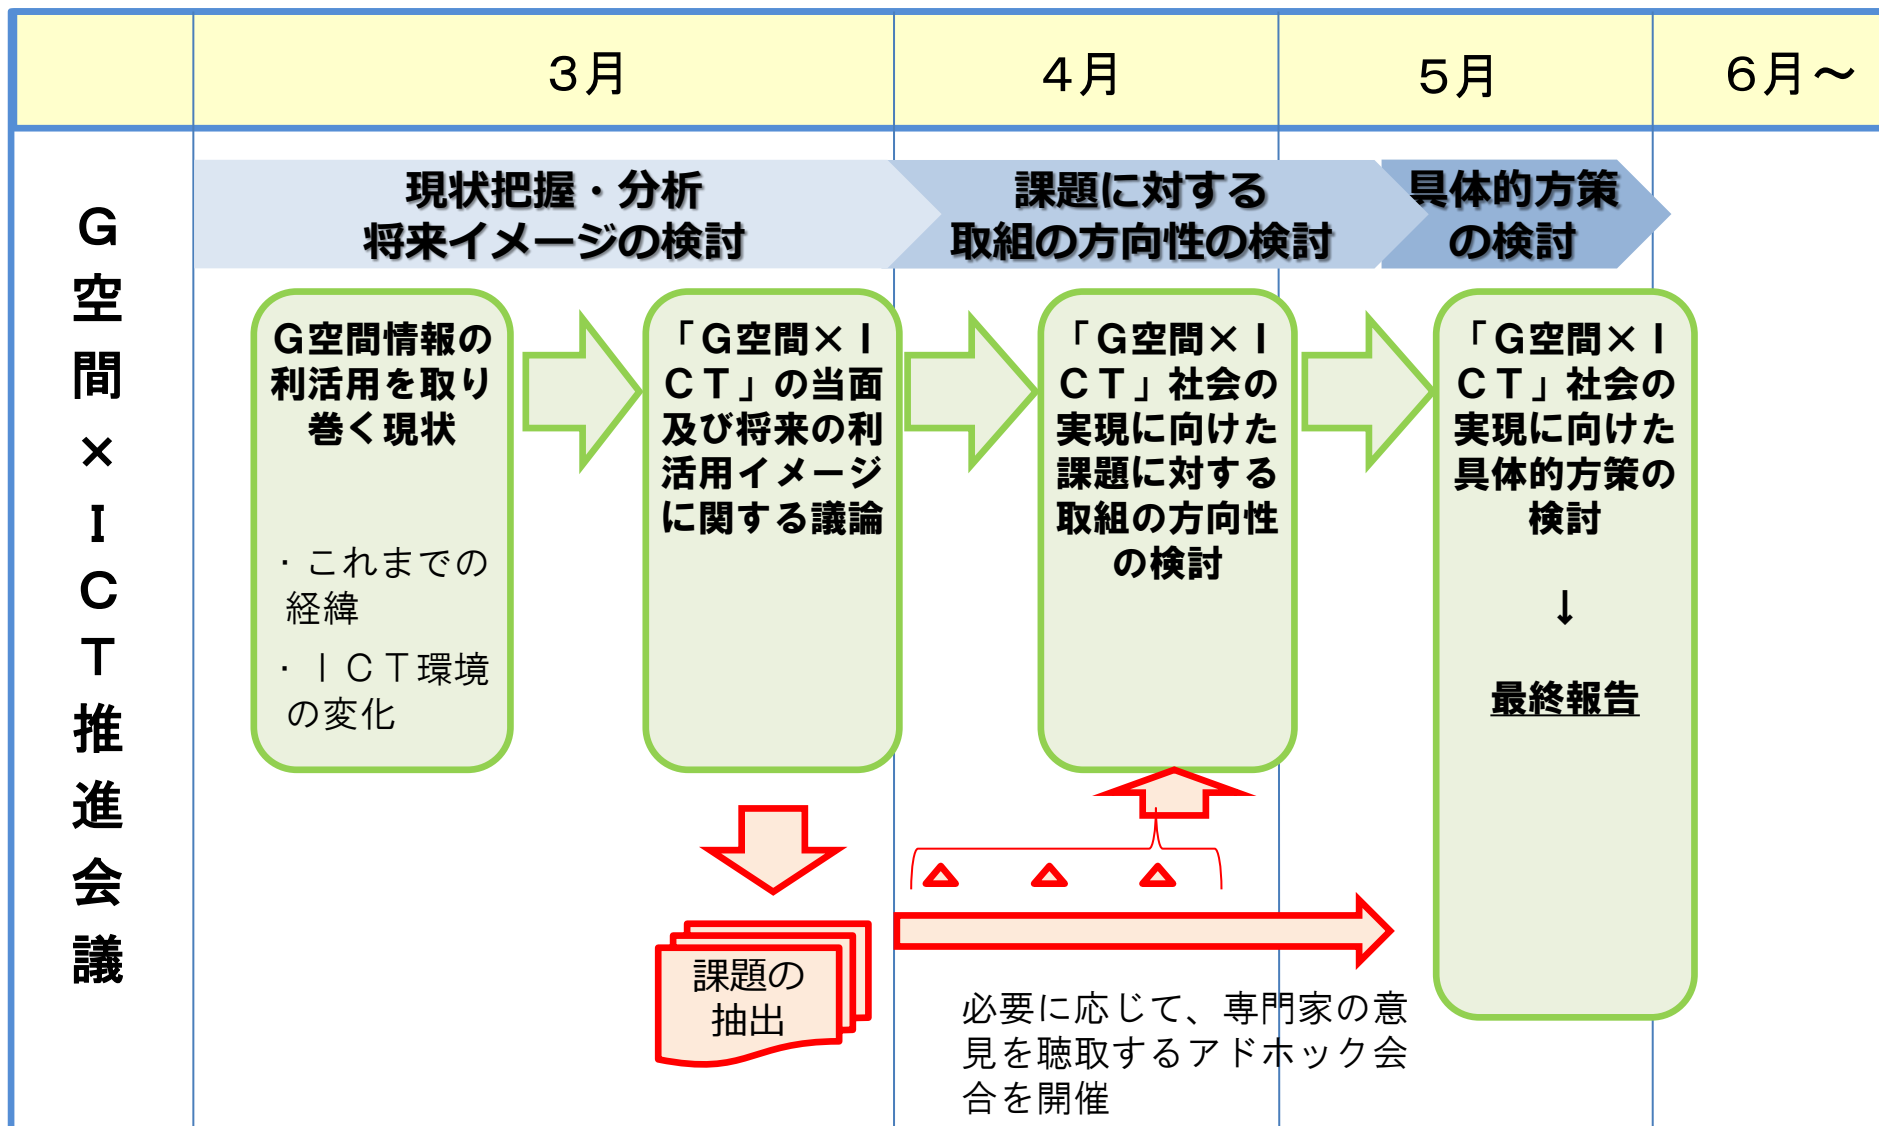 ３月
４月
５月
６月～
Ｇ空間×ＩＣＴ推進会議
現状把握・分析
将来イメージの検討
課題に対する
取組の方向性の検討
具体的方策
の検討
Ｇ空間情報の
利活用を取り
巻く現状
・これまでの
経緯
・ＩＣＴ環境
の変化
「Ｇ空間×Ｉ
ＣＴ」の当面
及び将来の利
活用イメージ
に関する議論
「Ｇ空間×Ｉ
ＣＴ」社会の
実現に向けた
課題に対する
取組の方向性
の検討
「Ｇ空間×Ｉ
ＣＴ」社会の
実現に向けた
具体的方策の
検討
↓
最終報告
課題の
抽出
必要に応じて、専門家の意
見を聴取するアドホック会
合を開催